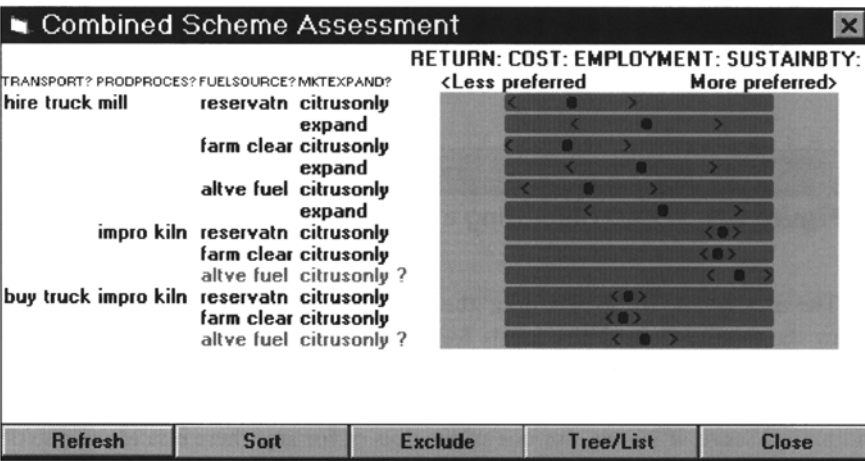 Combined Scheme Assessment
RETURN: COST: EMPLOYMENT: SUSTAINBTY:
TRANSPORT? PRODPROCES? FUELSOURCE? MKTEXPAND? <Less preferred More preferred>
hire truck mill reservatn citrusonly
expand
farm clear citrusonly
expand
altve fuel citrusonly
expand
impro kiln reservatn citrusonly
farm clear citrusonly
altve fuel citrusonly ?
buy truck impro kiln reservatn citrusonly
farm clear citrusonly
altve fuel citrusonly ?
Refresh Sort Exclude Tree/List Close